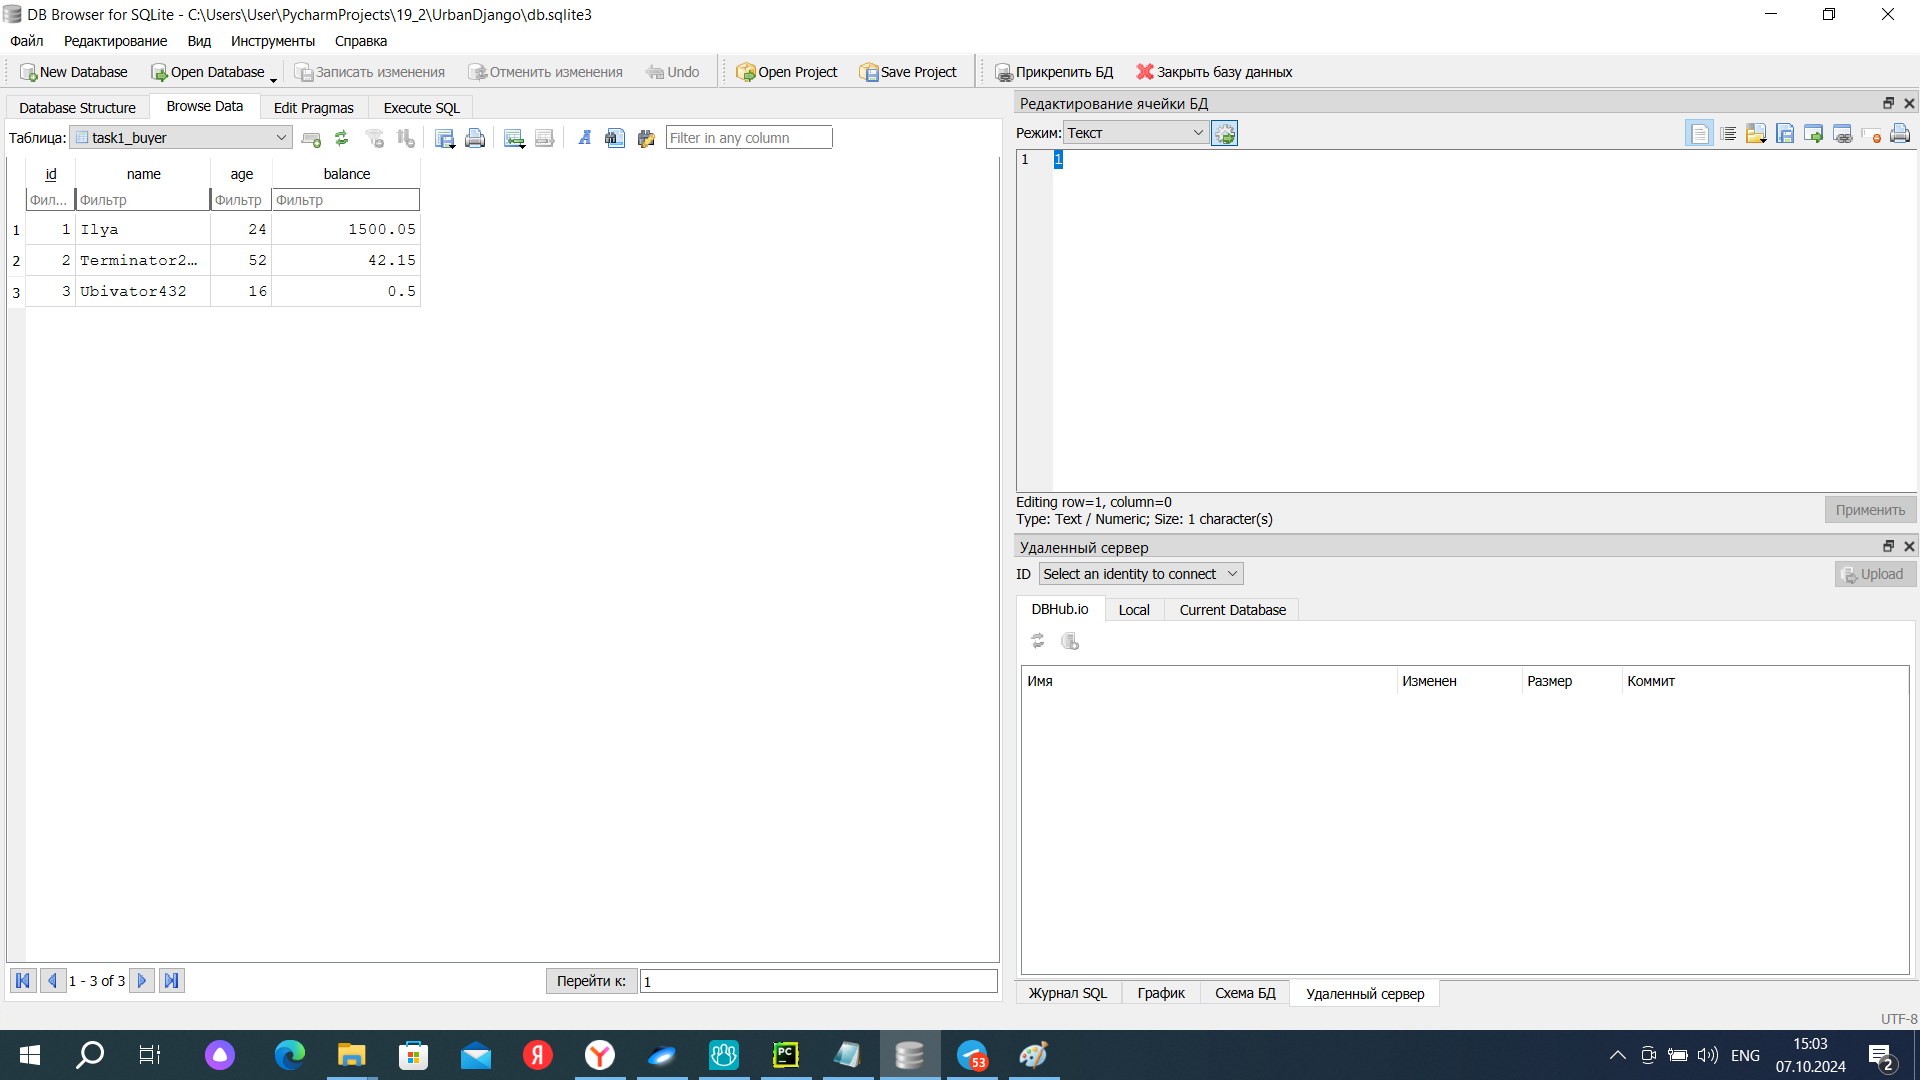 DB Browser for SQLite - C:\Users\User\PycharmProjects\19_2\UrbanDjango\db.sqlite3
Файл Редактирование Вид Инструменты Справка
New Database Open Database Записать изменения Отменить изменения Undo Open Project Save Project Прикрепить БД Закрыть базу данных
Database Structure Browse Data Edit Pragmas Execute SQL
Таблица: task1_buyer Filter in any column
id name age balance
Фил... Фильтр Фильтр Фильтр
1 1 Ilya 24 1500.05
2 2 Terminator2... 52 42.15
3 3 Ubivator432 16 0.5
1 - 3 of 3 Перейти к: 1
Редактирование ячейки БД
Режим: Текст
1 1
Editing row=1, column=0
Type: Text / Numeric; Size: 1 character(s)
Применить
Удаленный сервер
ID Select an identity to connect Upload
DBHub.io Local Current Database
Имя Изменен Размер Коммит
Журнал SQL График Схема БД Удаленный сервер
UTF-8
Я Y PC 53 ENG 15:03 07.10.2024 2